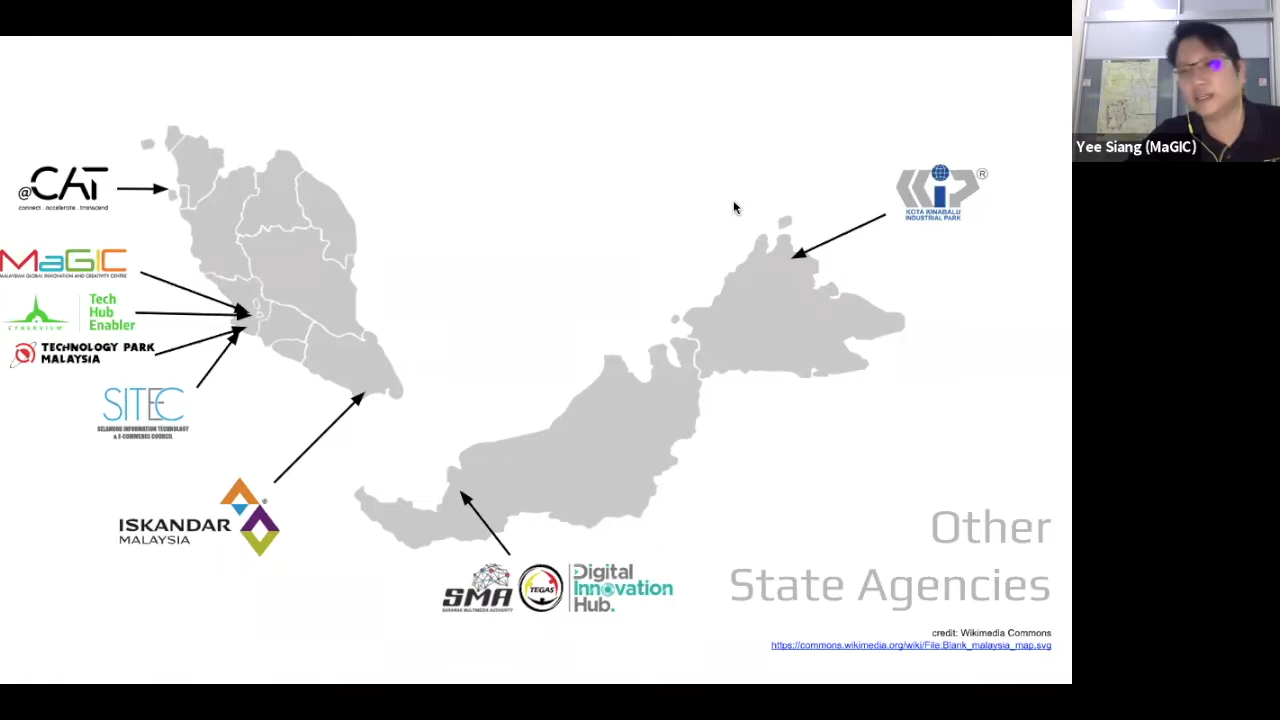 Yee Siang (MaGIC)
@CAT
connect . accelerate . transcend
MaGIC
MALAYSIAN GLOBAL INNOVATION AND CREATIVITY CENTRE
CYBERVIEW
Tech
Hub
Enabler
TECHNOLOGY PARK
MALAYSIA
SITEC
SELANGOR INFORMATION TECHNOLOGY
& E-COMMERCE COUNCIL
ISKANDAR
MALAYSIA
®
KKIP
®
KOTA KINABALU
INDUSTRIAL PARK
SMA
SARAWAK MULTIMEDIA AUTHORITY
TEGAS
Digital
Innovation
Hub.
Other
State Agencies
credit: Wikimedia Commons
https://commons.wikimedia.org/wiki/File:Blank_malaysia_map.svg